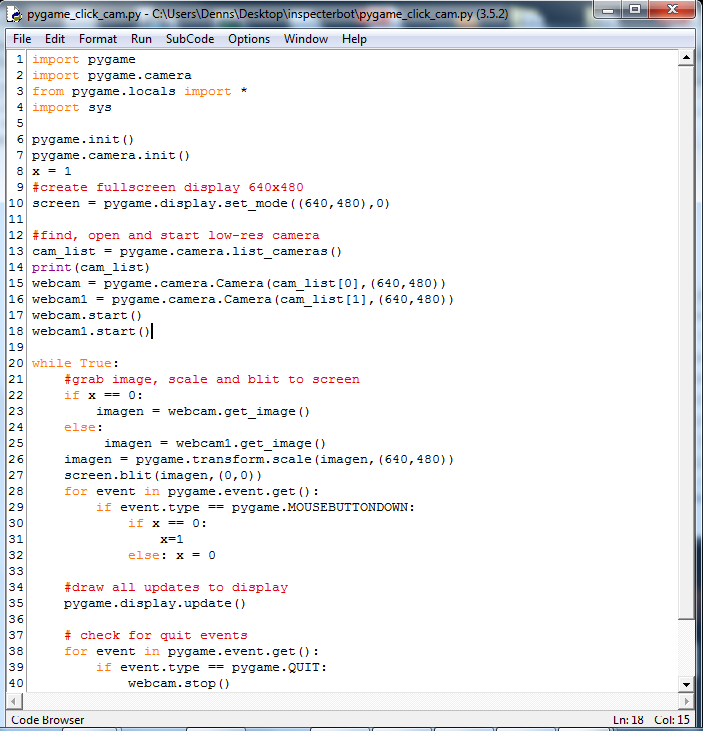 pygame_click_cam.py - C:\Users\Denns\Desktop\inspecterbot\pygame_click_cam.py (3.5.2)
File Edit Format Run SubCode Options Window Help
1 import pygame
2 import pygame.camera
3 from pygame.locals import *
4 import sys
5
6 pygame.init()
7 pygame.camera.init()
8 x = 1
9 #create fullscreen display 640x480
10 screen = pygame.display.set_mode((640,480),0)
11
12 #find, open and start low-res camera
13 cam_list = pygame.camera.list_cameras()
14 print(cam_list)
15 webcam = pygame.camera.Camera(cam_list[0],(640,480))
16 webcam1 = pygame.camera.Camera(cam_list[1],(640,480))
17 webcam.start()
18 webcam1.start()
19
20 while True:
21     #grab image, scale and blit to screen
22     if x == 0:
23         imagen = webcam.get_image()
24     else:
25          imagen = webcam1.get_image()
26     imagen = pygame.transform.scale(imagen,(640,480))
27     screen.blit(imagen,(0,0))
28     for event in pygame.event.get():
29         if event.type == pygame.MOUSEBUTTONDOWN:
30             if x == 0:
31                 x=1
32             else: x = 0
33
34     #draw all updates to display
35     pygame.display.update()
36
37     # check for quit events
38     for event in pygame.event.get():
39         if event.type == pygame.QUIT:
40             webcam.stop()
Code Browser Ln: 18 Col: 15